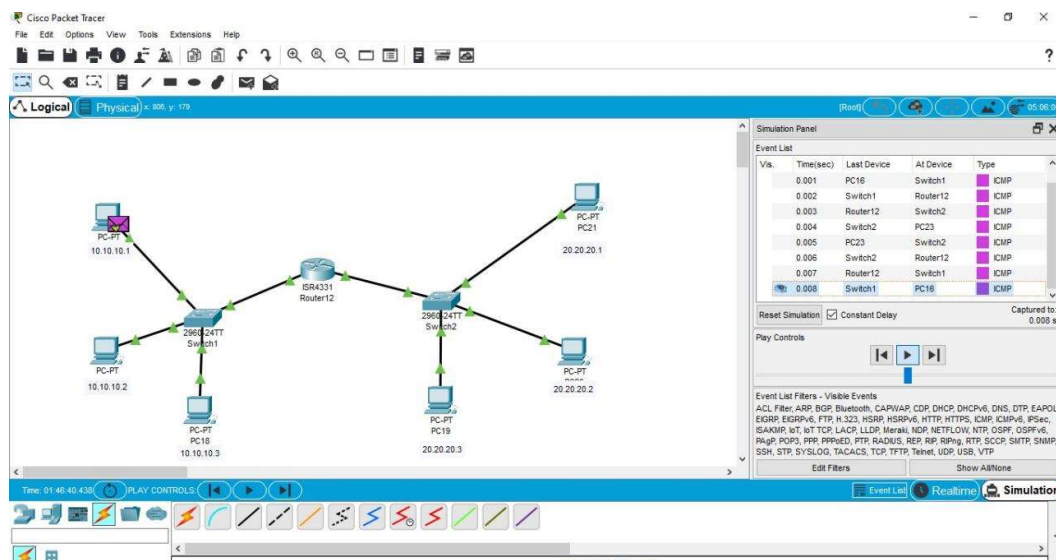 Cisco Packet Tracer
File Edit Options View Tools Extensions Help
?
Logical Physical x: 806, y: 179 [Root] 05:06:0
PC-PT
10.10.10.1
PC-PT
10.10.10.2
PC-PT
PC18
10.10.10.3
2960-24TT
Switch1
ISR4331
Router12
2960-24TT
Switch2
PC-PT
PC21
20.20.20.1
PC-PT
20.20.20.2
PC-PT
PC19
20.20.20.3
Simulation Panel
Event List
Vis. Time(sec) Last Device At Device Type
0.001 PC16 Switch1 ICMP
0.002 Switch1 Router12 ICMP
0.003 Router12 Switch2 ICMP
0.004 Switch2 PC23 ICMP
0.005 PC23 Switch2 ICMP
0.006 Switch2 Router12 ICMP
0.007 Router12 Switch1 ICMP
0.008 Switch1 PC16 ICMP
Reset Simulation Constant Delay Captured to:
0.008 s
Play Controls
Event List Filters - Visible Events
ACL Filter, ARP, BGP, Bluetooth, CAPWAP, CDP, DHCP, DHCPv6, DNS, DTP, EAPOL
EIGRP, EIGRPv6, FTP, H.323, HSRP, HSRPv6, HTTP, HTTPS, ICMP, ICMPv6, IPSec,
ISAKMP, IoT, IoT TCP, LACP, LLDP, Meraki, NDP, NETFLOW, NTP, OSPF, OSPFv6,
PAgP, POP3, PPP, PPPoED, PTP, RADIUS, REP, RIP, RIPng, RTP, SCCP, SMTP, SNMP
SSH, STP, SYSLOG, TACACS, TCP, TFTP, Telnet, UDP, USB, VTP
Edit Filters Show All/None
Time: 01:46:40.438 PLAY CONTROLS: Event List Realtime Simulation